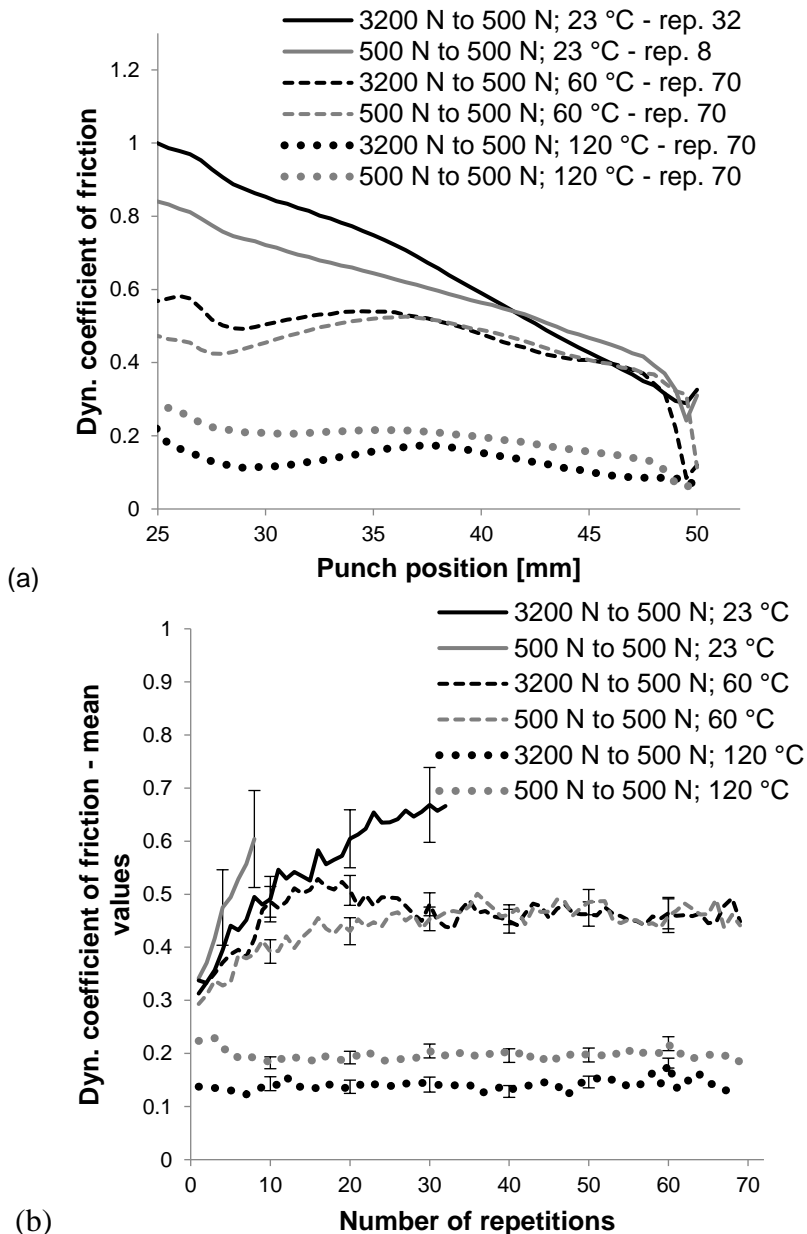 3200 N to 500 N; 23 °C - rep. 32
500 N to 500 N; 23 °C - rep. 8
3200 N to 500 N; 60 °C - rep. 70
500 N to 500 N; 60 °C - rep. 70
3200 N to 500 N; 120 °C - rep. 70
500 N to 500 N; 120 °C - rep. 70
1.2
1
0.8
0.6
0.4
0.2
0
Dyn. coefficient of friction
25 30 35 40 45 50
Punch position [mm]
(a)
3200 N to 500 N; 23 °C
500 N to 500 N; 23 °C
3200 N to 500 N; 60 °C
500 N to 500 N; 60 °C
3200 N to 500 N; 120 °C
500 N to 500 N; 120 °C
1
0.9
0.8
0.7
0.6
0.5
0.4
0.3
0.2
0.1
0
Dyn. coefficient of friction - mean
values
0 10 20 30 40 50 60 70
Number of repetitions
(b)